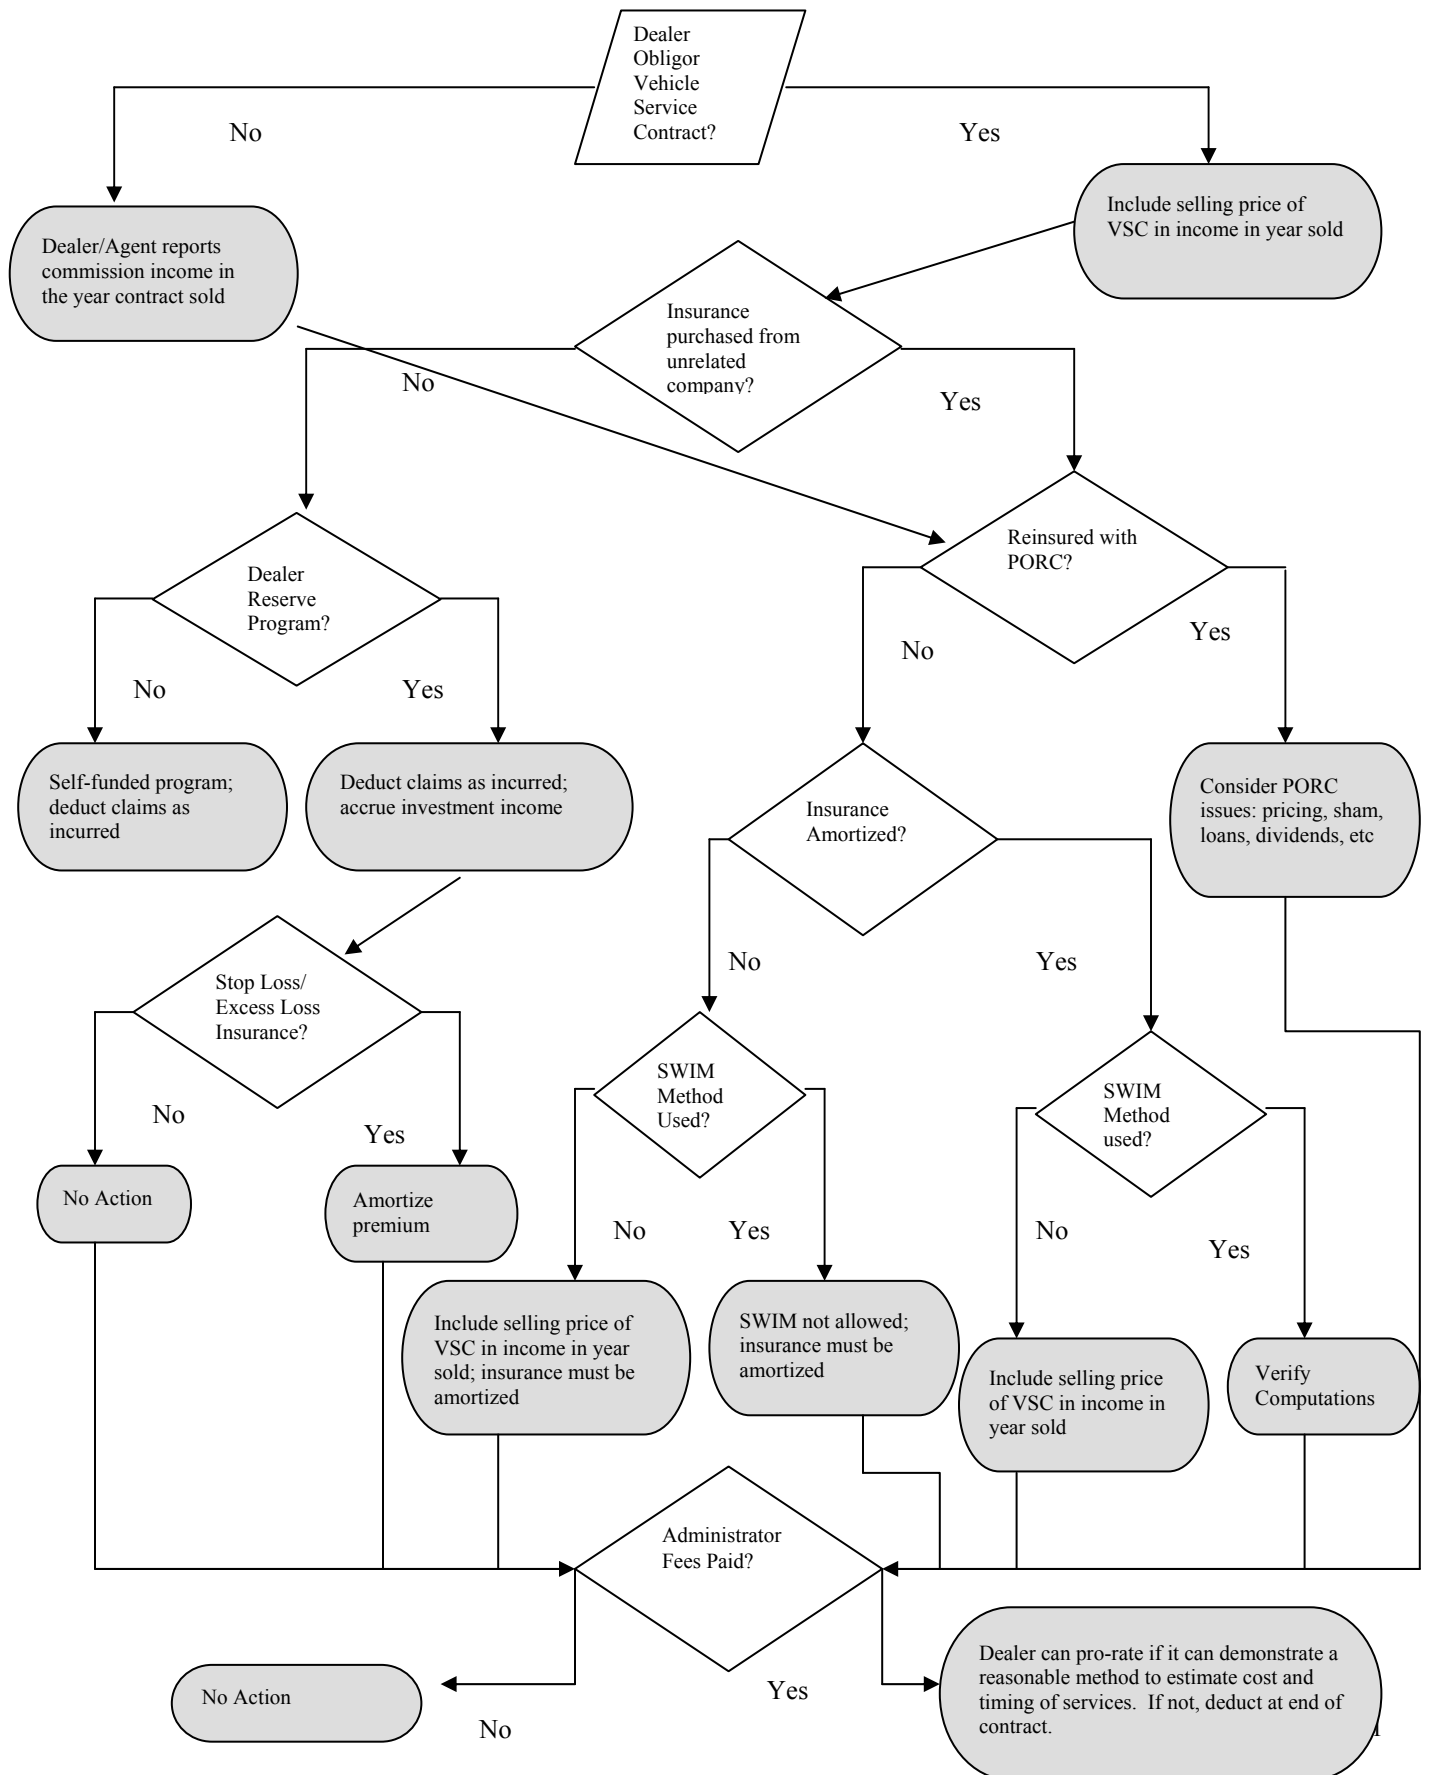 Dealer
Obligor
Vehicle
Service
Contract?
No
Yes
Include selling price of
VSC in income in year sold
Dealer/Agent reports
commission income in
the year contract sold
Insurance
purchased from
unrelated
company?
No
Yes
Reinsured with
PORC?
Dealer
Reserve
Program?
No
Yes
No
Yes
Self-funded program;
deduct claims as
incurred
Deduct claims as incurred;
accrue investment income
Insurance
Amortized?
Consider PORC
issues: pricing, sham,
loans, dividends, etc
No
Yes
Stop Loss/
Excess Loss
Insurance?
SWIM
Method
Used?
SWIM
Method
used?
No
Yes
No Action
Amortize
premium
No
Yes
No
Yes
Include selling price of
VSC in income in year
sold; insurance must be
amortized
SWIM not allowed;
insurance must be
amortized
Include selling price
of VSC in income in
year sold
Verify
Computations
Administrator
Fees Paid?
No Action
No
Yes
Dealer can pro-rate if it can demonstrate a
reasonable method to estimate cost and
timing of services.  If not, deduct at end of
contract.